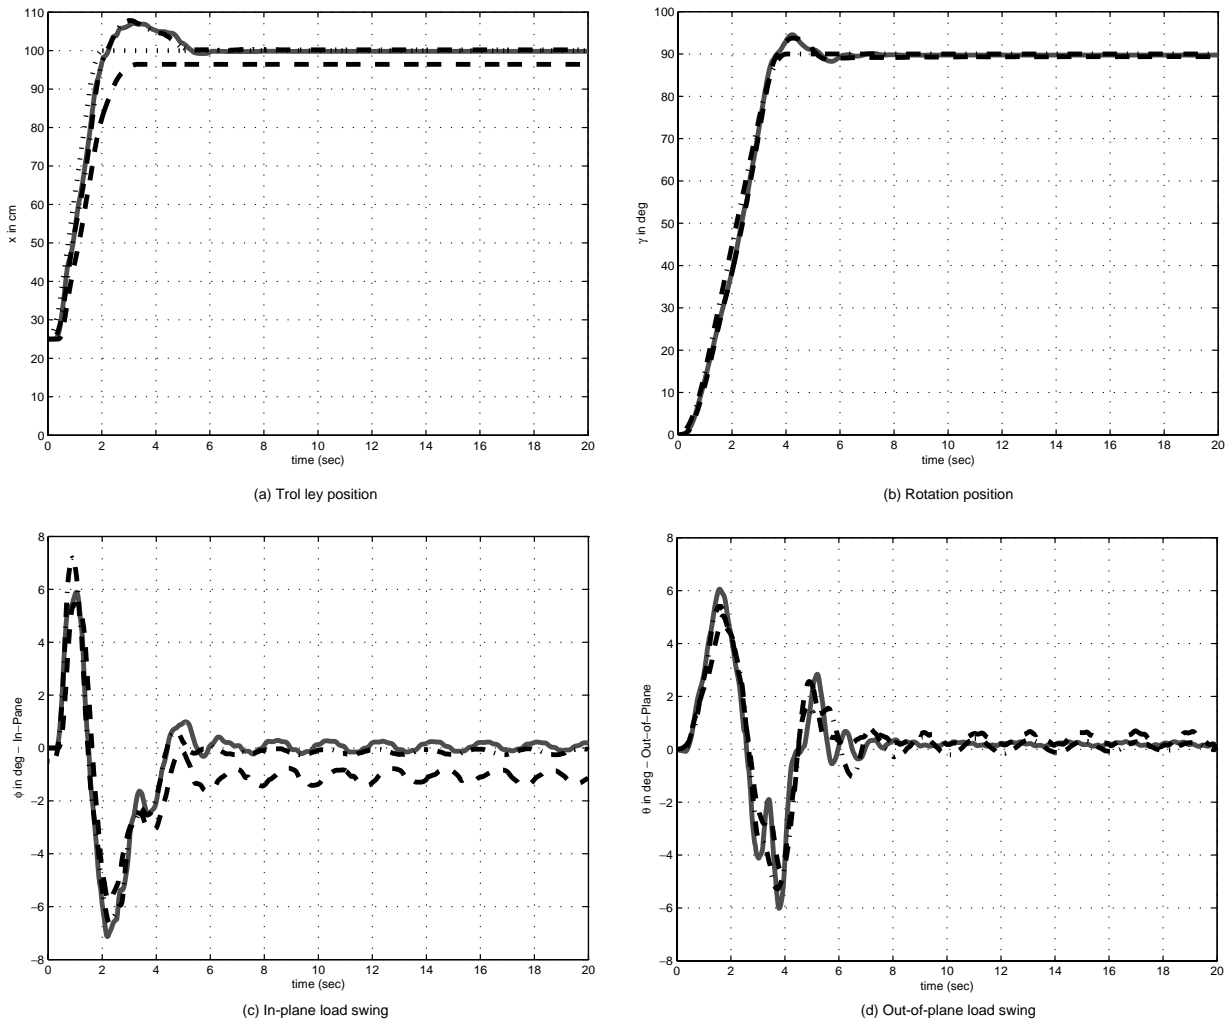 110
100
90
80
70
60
50
40
30
20
10
0
x in cm
0 2 4 6 8 10 12 14 16 18 20
time (sec)
(a) Trol ley position
100
90
80
70
60
50
40
30
20
10
0
γ in deg
0 2 4 6 8 10 12 14 16 18 20
time (sec)
(b) Rotation position
8
6
4
2
0
−2
−4
−6
−8
ϕ in deg − In−Pane
0 2 4 6 8 10 12 14 16 18 20
time (sec)
(c) In-plane load swing
8
6
4
2
0
−2
−4
−6
−8
θ in deg − Out−of−Plane
0 2 4 6 8 10 12 14 16 18 20
time (sec)
(d) Out-of-plane load swing